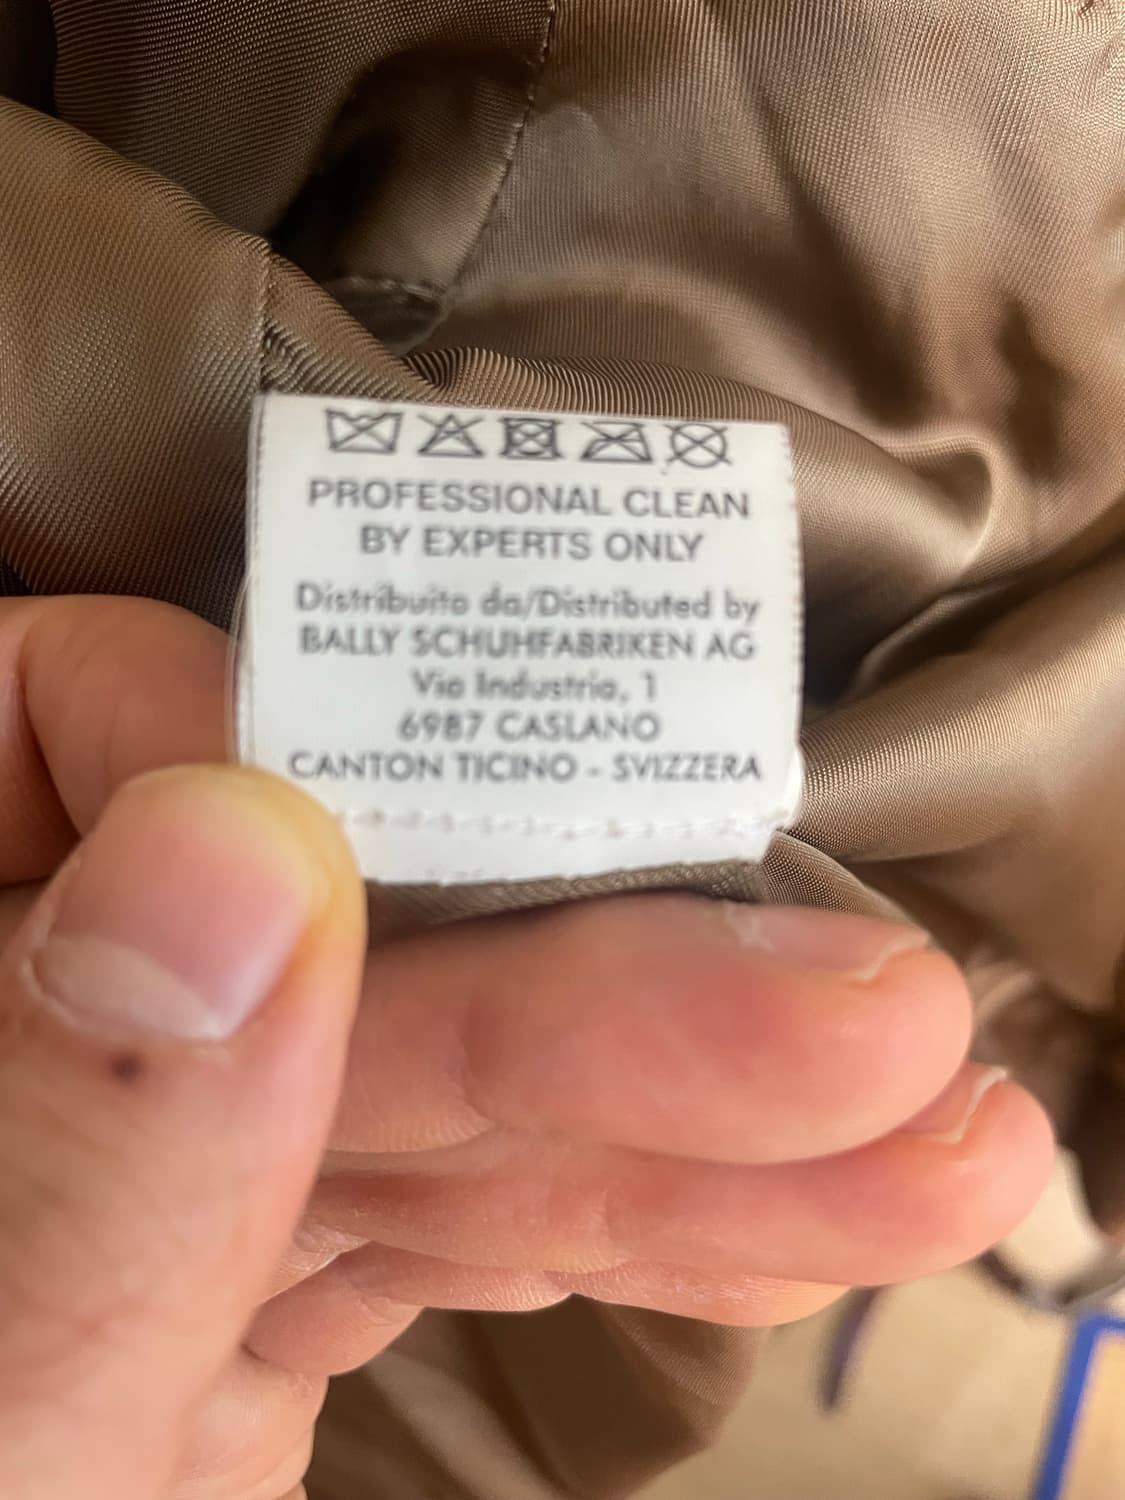 PROFESSIONAL CLEAN
BY EXPERTS ONLY
Distribuito da/Distributed by
BALLY SCHUHFABRIKEN AG
Via Industria, 1
6987 CASLANO
CANTON TICINO - SVIZZERA